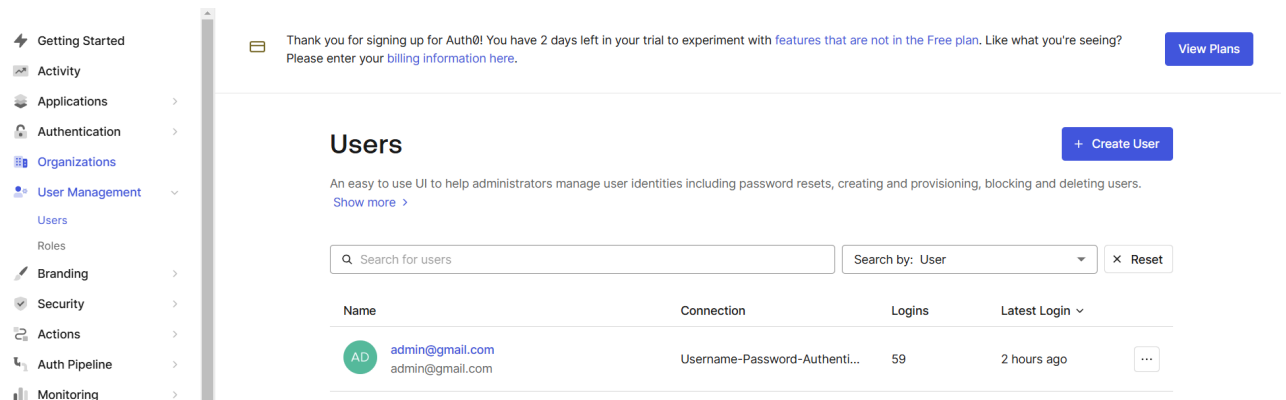 Getting Started
Activity
Applications
Authentication
Organizations
User Management
Users
Roles
Branding
Security
Actions
Auth Pipeline
Monitoring
Thank you for signing up for Auth0! You have 2 days left in your trial to experiment with features that are not in the Free plan. Like what you're seeing?
Please enter your billing information here.
View Plans
Users
+ Create User
An easy to use UI to help administrators manage user identities including password resets, creating and provisioning, blocking and deleting users.
Show more >
Search for users
Search by: User
× Reset
Name Connection Logins Latest Login
AD
admin@gmail.com
admin@gmail.com
Username-Password-Authenti... 59 2 hours ago ...